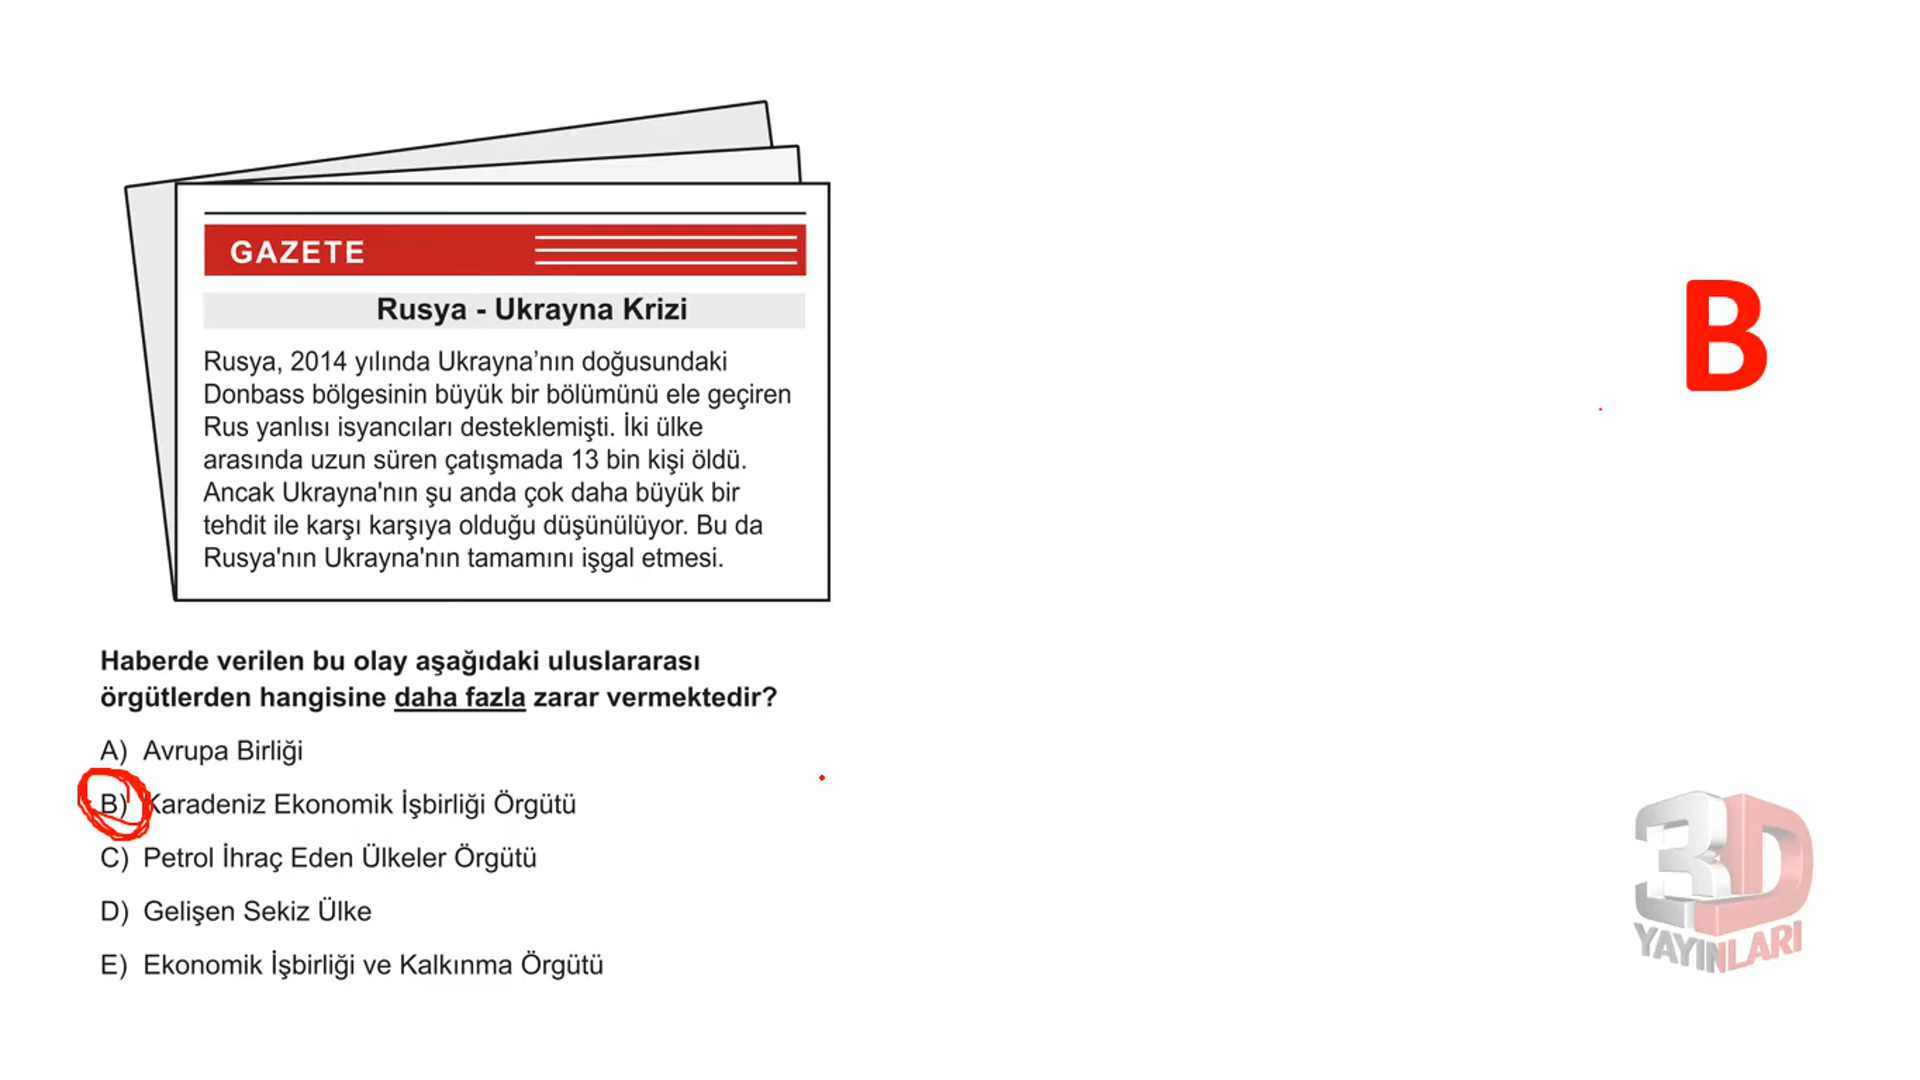 GAZETE
Rusya - Ukrayna Krizi
Rusya, 2014 yılında Ukrayna’nın doğusundaki
Donbass bölgesinin büyük bir bölümünü ele geçiren
Rus yanlısı isyancıları desteklemişti. İki ülke
arasında uzun süren çatışmada 13 bin kişi öldü.
Ancak Ukrayna'nın şu anda çok daha büyük bir
tehdit ile karşı karşıya olduğu düşünülüyor. Bu da
Rusya'nın Ukrayna'nın tamamını işgal etmesi.
Haberde verilen bu olay aşağıdaki uluslararası
örgütlerden hangisine daha fazla zarar vermektedir?
A) Avrupa Birliği
B) Karadeniz Ekonomik İşbirliği Örgütü
C) Petrol İhraç Eden Ülkeler Örgütü
D) Gelişen Sekiz Ülke
E) Ekonomik İşbirliği ve Kalkınma Örgütü
B
3D
YAYINLARI